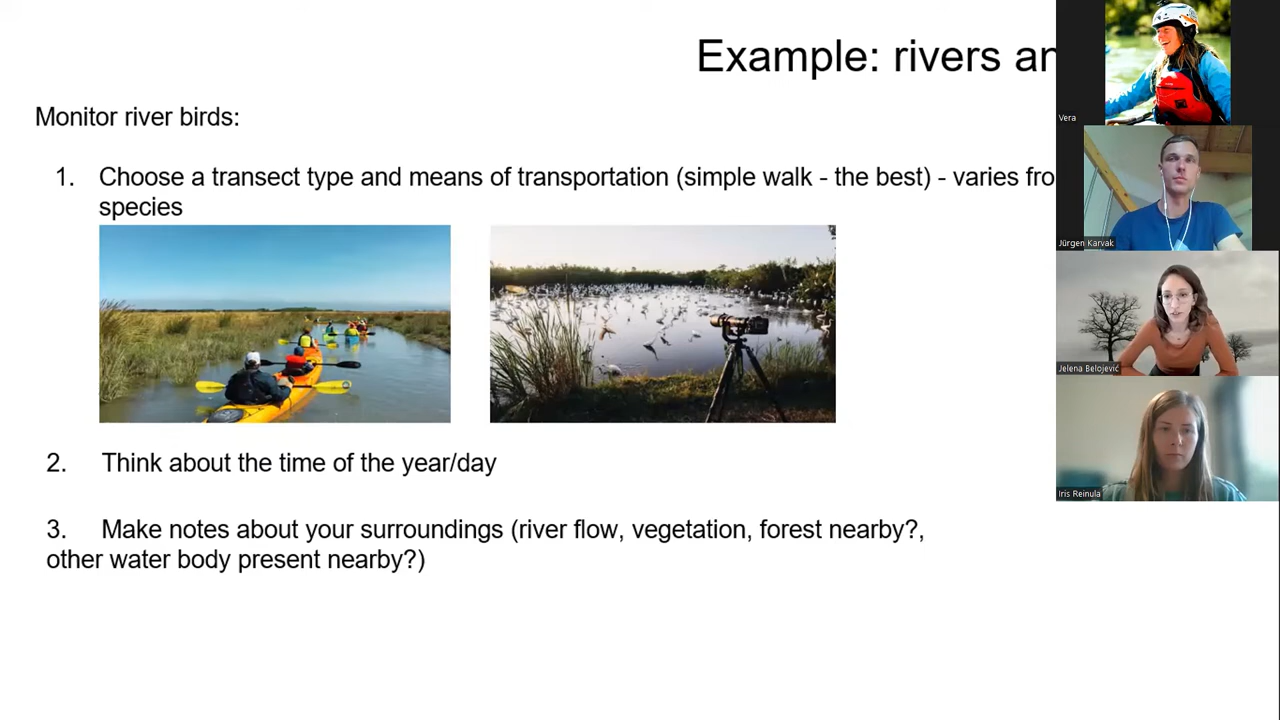 Example: rivers an
Monitor river birds:
1. Choose a transect type and means of transportation (simple walk - the best) - varies fro
species
2. Think about the time of the year/day
3. Make notes about your surroundings (river flow, vegetation, forest nearby?,
other water body present nearby?)
Vera
Jürgen Karvak
Jelena Belojević
Iris Reinula